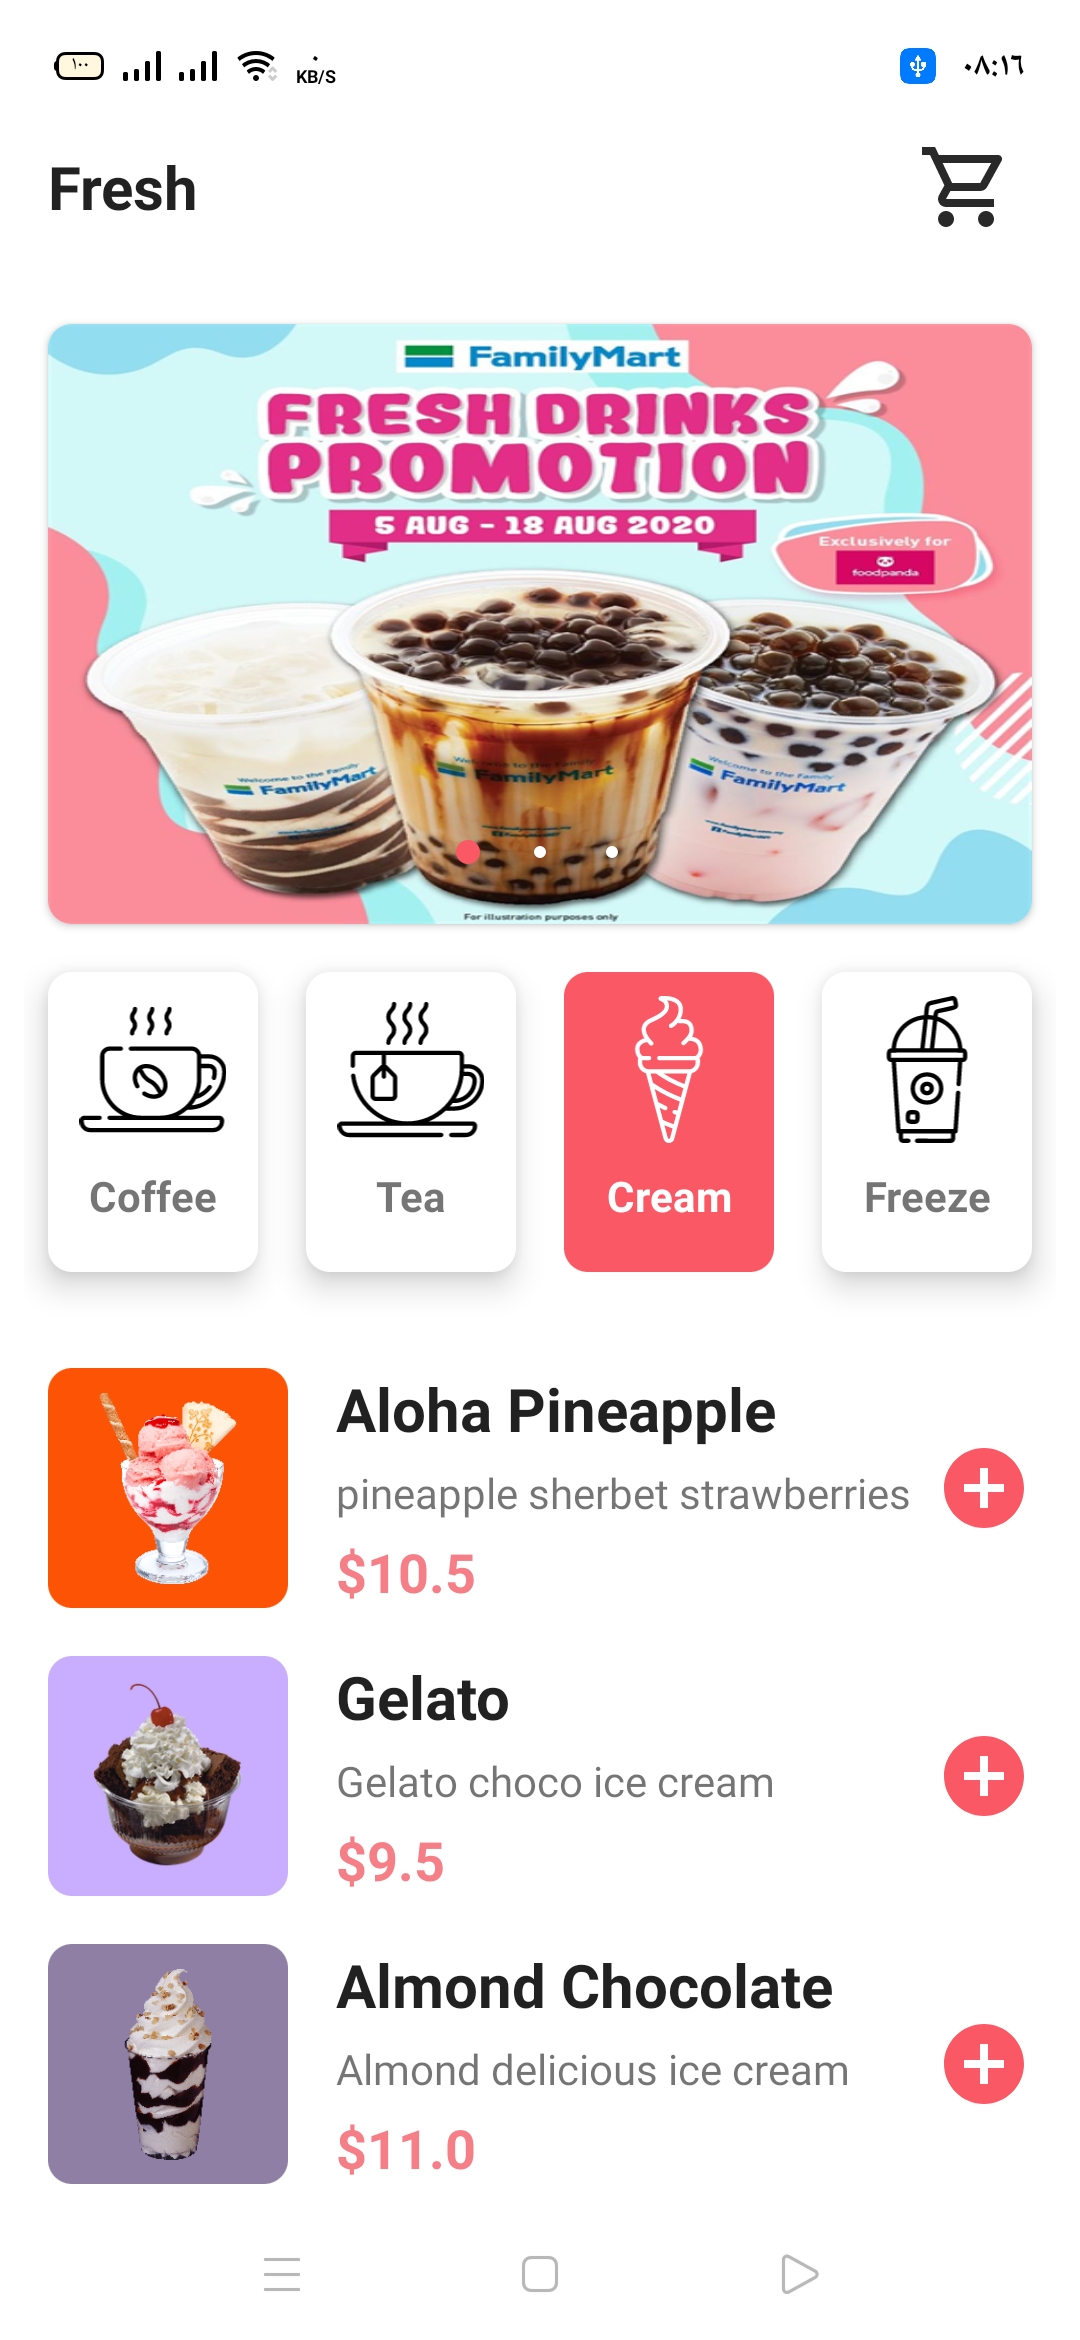 ١٠٠
٠
KB/S
٠٨:١٦
Fresh
FamilyMart
FRESH DRINKS
PROMOTION
5 AUG - 18 AUG 2020
Exclusively for
foodpanda
Welcome to the Family
FamilyMart
Welcome to the Family
FamilyMart
Welcome to the Family
FamilyMart
For illustration purposes only
Coffee
Tea
Cream
Freeze
Aloha Pineapple
pineapple sherbet strawberries
$10.5
Gelato
Gelato choco ice cream
$9.5
Almond Chocolate
Almond delicious ice cream
$11.0